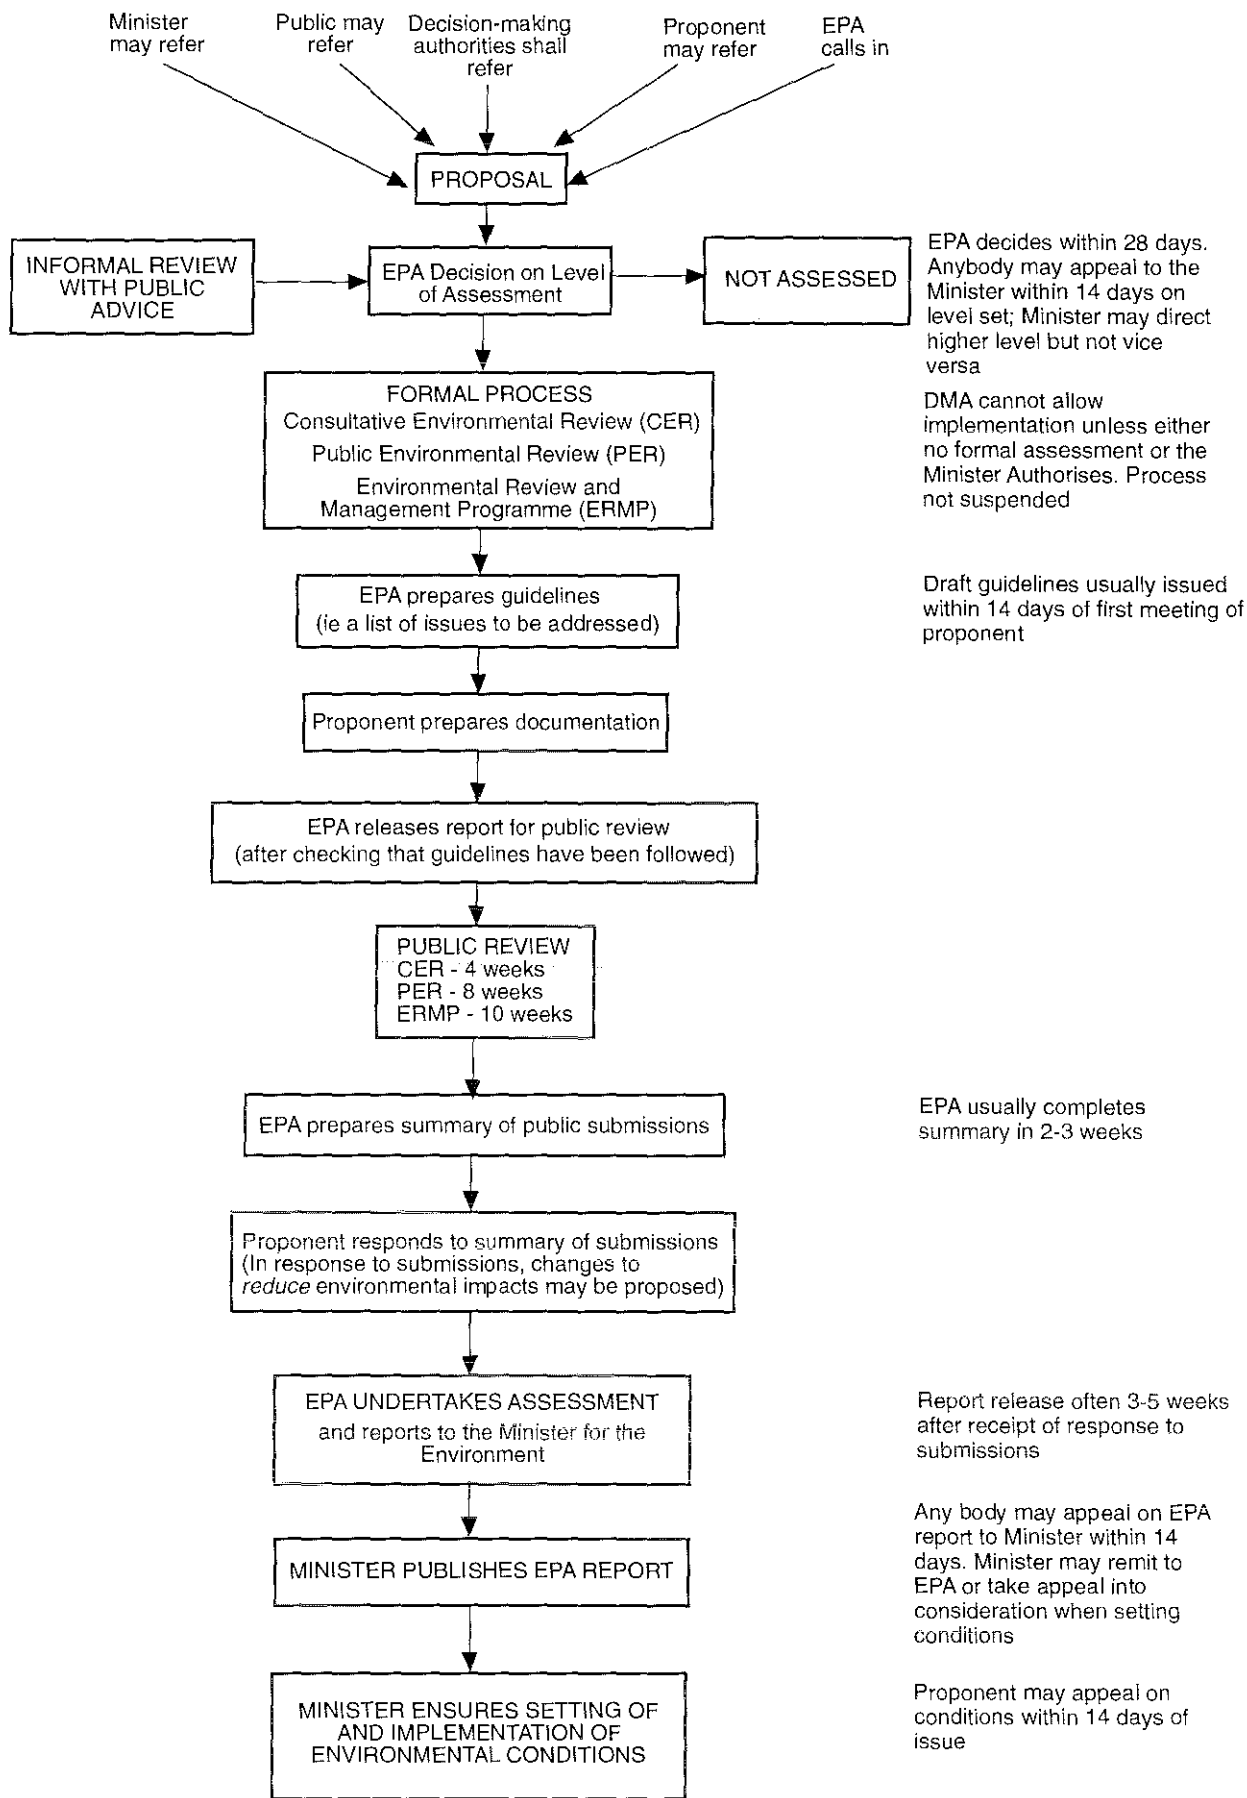 Minister
may refer
Public may
refer
Decision-making
authorities shall
refer
Proponent
may refer
EPA
calls in
PROPOSAL
INFORMAL REVIEW
WITH PUBLIC
ADVICE
EPA Decision on Level
of Assessment
NOT ASSESSED
EPA decides within 28 days.
Anybody may appeal to the
Minister within 14 days on
level set; Minister may direct
higher level but not vice
versa
FORMAL PROCESS
Consultative Environmental Review (CER)
Public Environmental Review (PER)
Environmental Review and
Management Programme (ERMP)
DMA cannot allow
implementation unless either
no formal assessment or the
Minister Authorises. Process
not suspended
EPA prepares guidelines
(ie a list of issues to be addressed)
Draft guidelines usually issued
within 14 days of first meeting of
proponent
Proponent prepares documentation
EPA releases report for public review
(after checking that guidelines have been followed)
PUBLIC REVIEW
CER - 4 weeks
PER - 8 weeks
ERMP - 10 weeks
EPA prepares summary of public submissions
EPA usually completes
summary in 2-3 weeks
Proponent responds to summary of submissions
(In response to submissions, changes to
reduce environmental impacts may be proposed)
EPA UNDERTAKES ASSESSMENT
and reports to the Minister for the
Environment
Report release often 3-5 weeks
after receipt of response to
submissions
MINISTER PUBLISHES EPA REPORT
Any body may appeal on EPA
report to Minister within 14
days. Minister may remit to
EPA or take appeal into
consideration when setting
conditions
MINISTER ENSURES SETTING OF
AND IMPLEMENTATION OF
ENVIRONMENTAL CONDITIONS
Proponent may appeal on
conditions within 14 days of
issue